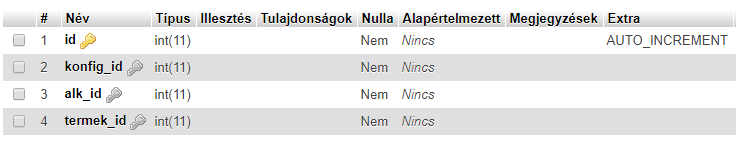 # Név Típus Illesztés Tulajdonságok Nulla Alapértelmezett Megjegyzések Extra
1 id int(11) Nem Nincs AUTO_INCREMENT
2 konfig_id int(11) Nem Nincs
3 alk_id int(11) Nem Nincs
4 termek_id int(11) Nem Nincs